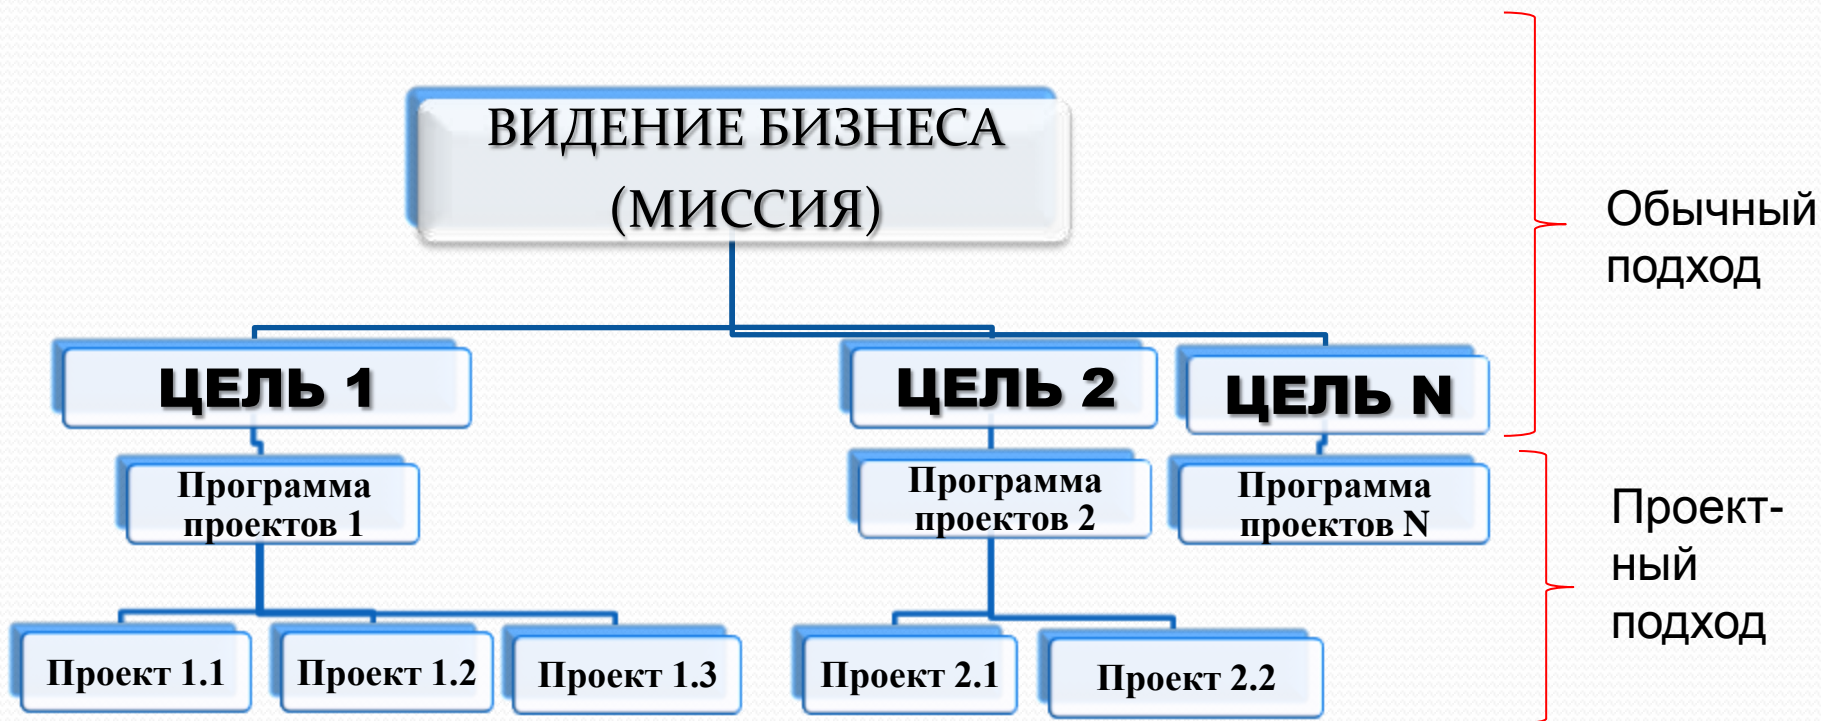 ВИДЕНИЕ БИЗНЕСА
(МИССИЯ)
Обычный
подход
ЦЕЛЬ 1
ЦЕЛЬ 2
ЦЕЛЬ N
Программа
проектов 1
Программа
проектов 2
Программа
проектов N
Проект-
ный
подход
Проект 1.1
Проект 1.2
Проект 1.3
Проект 2.1
Проект 2.2